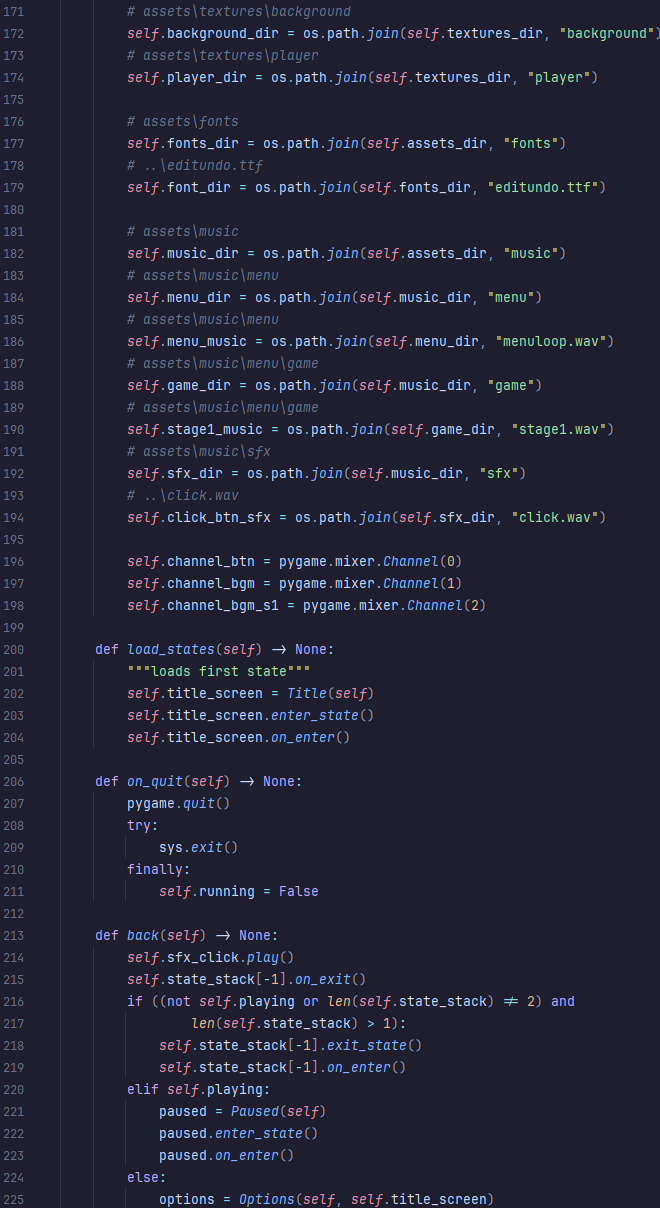 171 # assets\textures\background
172 self.background_dir = os.path.join(self.textures_dir, "background")
173 # assets\textures\player
174 self.player_dir = os.path.join(self.textures_dir, "player")
175
176 # assets\fonts
177 self.fonts_dir = os.path.join(self.assets_dir, "fonts")
178 # ..\editundo.ttf
179 self.font_dir = os.path.join(self.fonts_dir, "editundo.ttf")
180
181 # assets\music
182 self.music_dir = os.path.join(self.assets_dir, "music")
183 # assets\music\menu
184 self.menu_dir = os.path.join(self.music_dir, "menu")
185 # assets\music\menu
186 self.menu_music = os.path.join(self.menu_dir, "menuloop.wav")
187 # assets\music\menu\game
188 self.game_dir = os.path.join(self.music_dir, "game")
189 # assets\music\menu\game
190 self.stage1_music = os.path.join(self.game_dir, "stage1.wav")
191 # assets\music\sfx
192 self.sfx_dir = os.path.join(self.music_dir, "sfx")
193 # ..\click.wav
194 self.click_btn_sfx = os.path.join(self.sfx_dir, "click.wav")
195
196 self.channel_btn = pygame.mixer.Channel(0)
197 self.channel_bgm = pygame.mixer.Channel(1)
198 self.channel_bgm_s1 = pygame.mixer.Channel(2)
199
200 def load_states(self) -> None:
201 """loads first state"""
202 self.title_screen = Title(self)
203 self.title_screen.enter_state()
204 self.title_screen.on_enter()
205
206 def on_quit(self) -> None:
207 pygame.quit()
208 try:
209 sys.exit()
210 finally:
211 self.running = False
212
213 def back(self) -> None:
214 self.sfx_click.play()
215 self.state_stack[-1].on_exit()
216 if ((not self.playing or len(self.state_stack) != 2) and
217 len(self.state_stack) > 1):
218 self.state_stack[-1].exit_state()
219 self.state_stack[-1].on_enter()
220 elif self.playing:
221 paused = Paused(self)
222 paused.enter_state()
223 paused.on_enter()
224 else:
225 options = Options(self, self.title_screen)